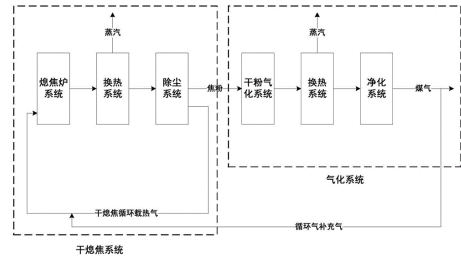 蒸汽
蒸汽
熄焦炉
系统
换热
系统
除尘
系统
焦粉
干粉气
化系统
换热
系统
净化
系统
煤气
气化系统
干熄焦循环载热气
循环气补充气
干熄焦系统